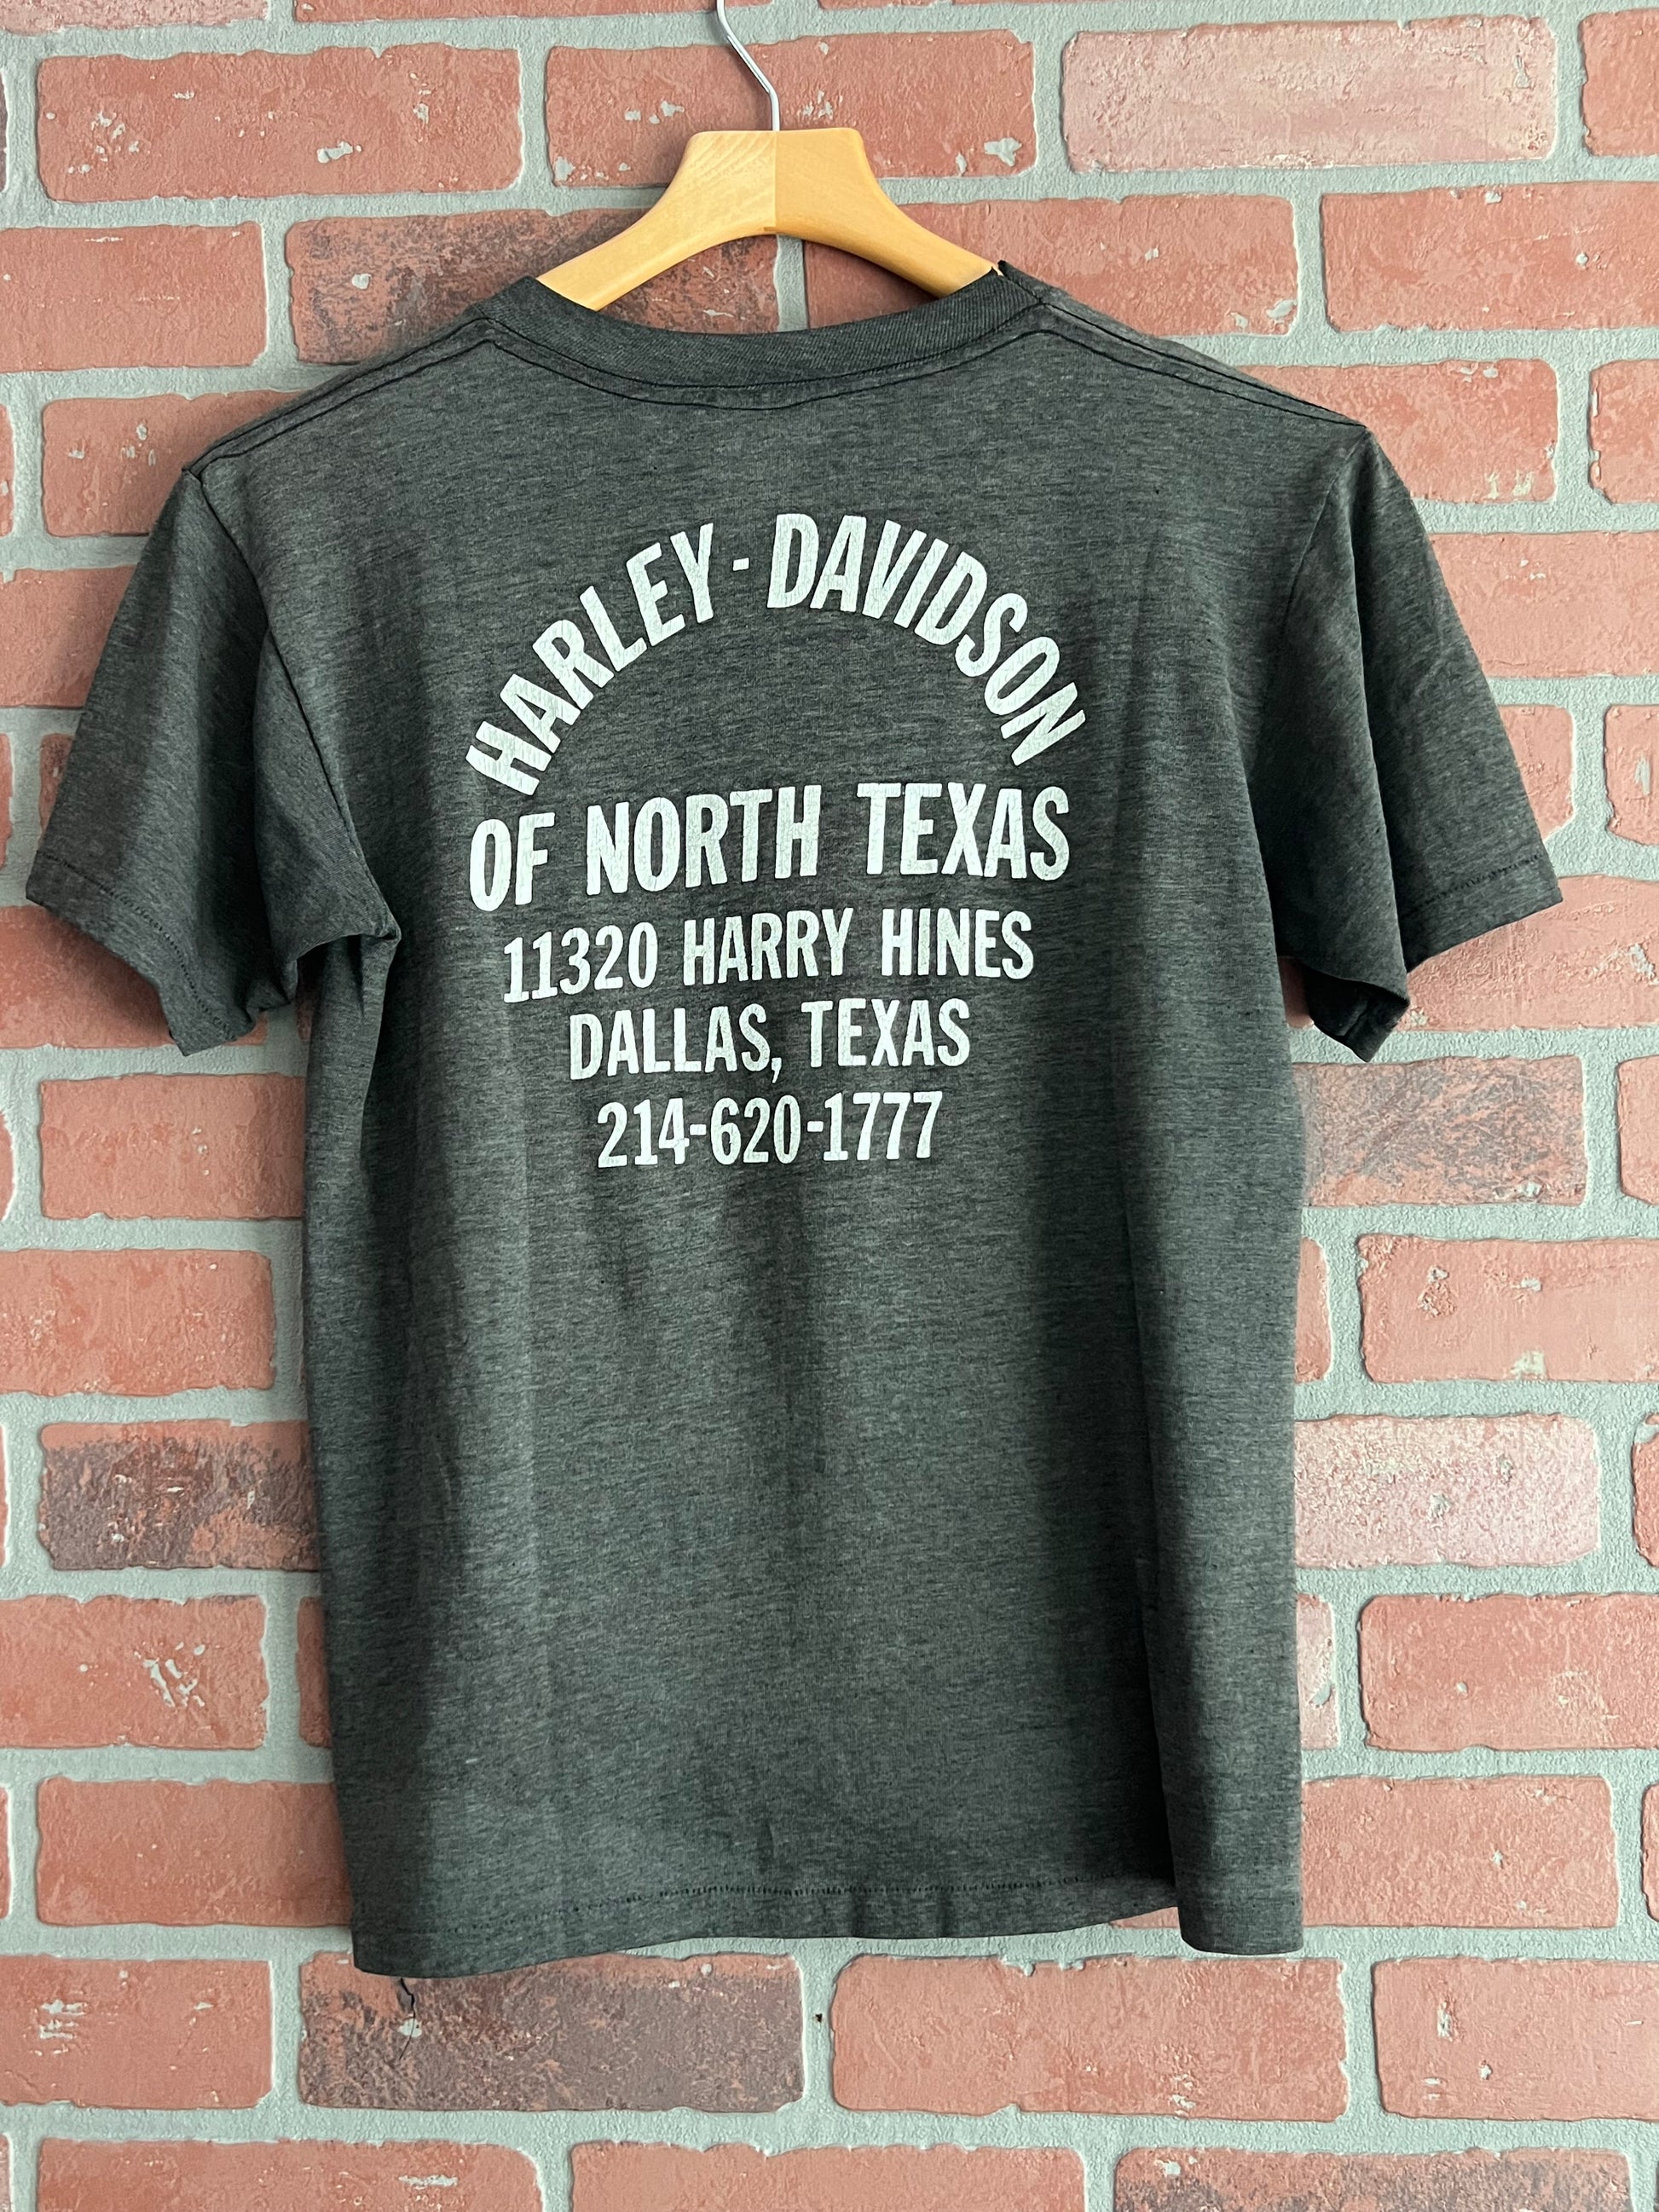 HARLEY-DAVIDSON
OF NORTH TEXAS
11320 HARRY HINES
DALLAS, TEXAS
214-620-1777